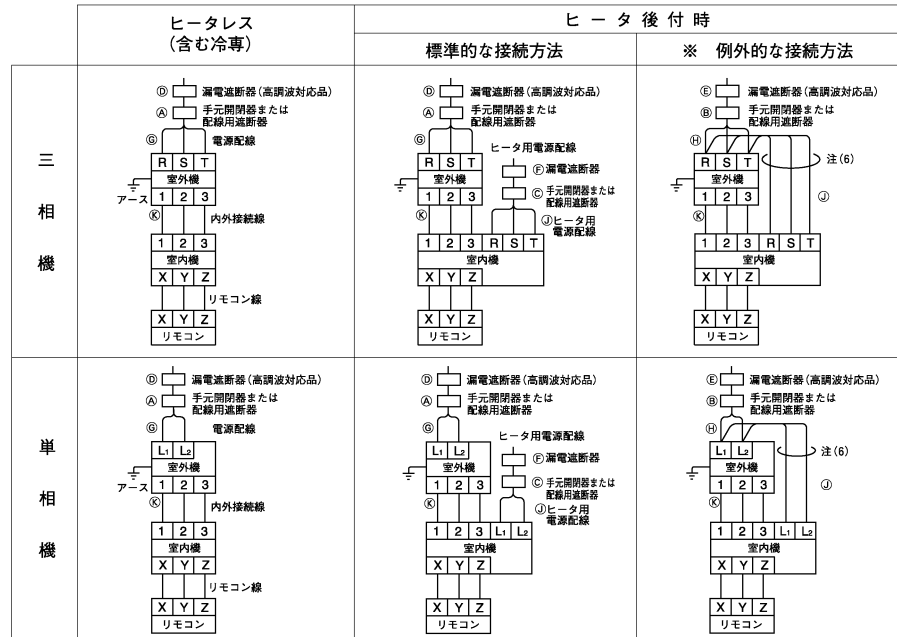 ヒータレス
(含む冷専)
ヒータ後付時
標準的な接続方法
※ 例外的な接続方法
三相機
Ⓓ 漏電遮断器(高調波対応品)
Ⓐ 手元開閉器または
配線用遮断器
Ⓖ 電源配線
R S T
室外機
アース
1 2 3
Ⓚ 内外接続線
1 2 3
室内機
X Y Z
リモコン線
X Y Z
リモコン
Ⓓ 漏電遮断器(高調波対応品)
Ⓐ 手元開閉器または
配線用遮断器
Ⓖ
ヒータ用電源配線
R S T
Ⓕ漏電遮断器
室外機
Ⓒ 手元開閉器または
配線用遮断器
1 2 3
Ⓚ
Ⓙヒータ用
電源配線
1 2 3 R S T
室内機
X Y Z
X Y Z
リモコン
Ⓔ 漏電遮断器(高調波対応品)
Ⓑ 手元開閉器または
配線用遮断器
Ⓗ
R S T
注(6)
室外機
1 2 3
Ⓚ
Ⓙ
1 2 3 R S T
室内機
X Y Z
X Y Z
リモコン
単相機
Ⓓ 漏電遮断器(高調波対応品)
Ⓐ 手元開閉器または
配線用遮断器
Ⓖ 電源配線
L1 L2
室外機
アース
1 2 3
Ⓚ 内外接続線
1 2 3
室内機
X Y Z
リモコン線
X Y Z
リモコン
Ⓓ 漏電遮断器(高調波対応品)
Ⓐ 手元開閉器または
配線用遮断器
Ⓖ
ヒータ用電源配線
L1 L2
Ⓕ漏電遮断器
室外機
Ⓒ 手元開閉器または
配線用遮断器
1 2 3
Ⓚ
Ⓙヒータ用
電源配線
1 2 3 L1 L2
室内機
X Y Z
X Y Z
リモコン
Ⓔ 漏電遮断器(高調波対応品)
Ⓑ 手元開閉器または
配線用遮断器
Ⓗ
L1 L2
注(6)
室外機
1 2 3
Ⓚ
Ⓙ
1 2 3 L1 L2
室内機
X Y Z
X Y Z
リモコン